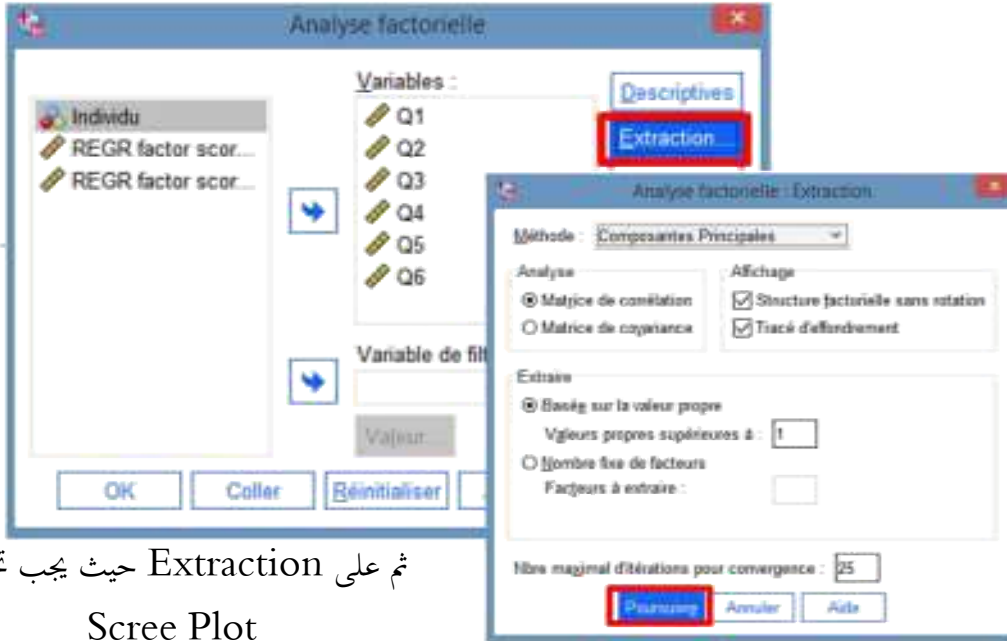 Analyse factorielle
Variables :
Individu
REGR factor scor...
REGR factor scor...
Q1
Q2
Q3
Q4
Q5
Q6
Descriptives
Extraction...
Variable de
Valeur
OK
Coller
Réinitialiser
Analyse factorielle : Extraction
Méthode : Composantes Principales
Analyse
Matrice de corrélation
Matrice de covariance
Affichage
Structure factorielle sans rotation
Tracé d'effondrement
Extraire
Basée sur la valeur propre
Valeurs propres supérieures à : 1
Nombre fixe de facteurs
Facteurs à extraire :
Nbre maximal d'itérations pour convergence : 25
Poursuivre
Annuler
Aide
ثم على Extraction حيث يجب
Scree Plot